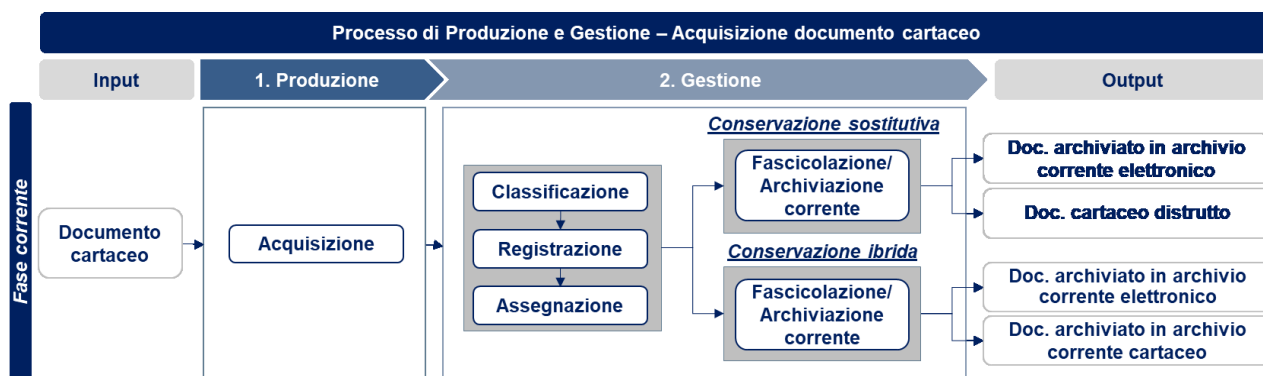 Processo di Produzione e Gestione – Acquisizione documento cartaceo
Input
1. Produzione
2. Gestione
Output
Fase corrente
Documento
cartaceo
Acquisizione
Classificazione
Registrazione
Assegnazione
Conservazione sostitutiva
Fascicolazione/
Archiviazione
corrente
Conservazione ibrida
Fascicolazione/
Archiviazione
corrente
Doc. archiviato in archivio
corrente elettronico
Doc. cartaceo distrutto
Doc. archiviato in archivio
corrente elettronico
Doc. archiviato in archivio
corrente cartaceo